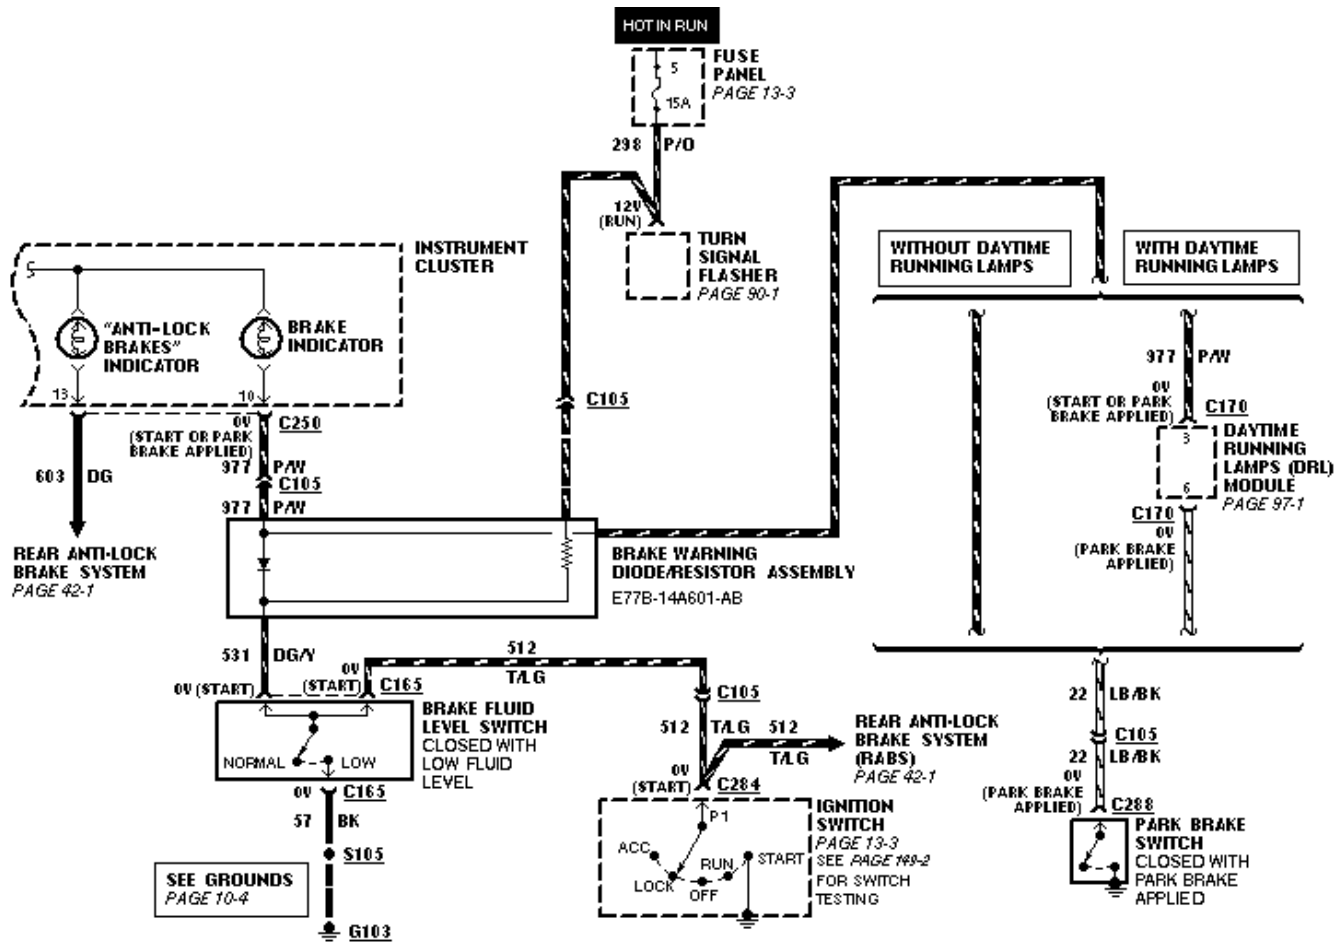 HOT IN RUN
5
15A
FUSE
PANEL
PAGE 13-3
298 P/O
12V
(RUN)
TURN
SIGNAL
FLASHER
PAGE 90-1
INSTRUMENT
CLUSTER
"ANTI-LOCK
BRAKES"
INDICATOR
BRAKE
INDICATOR
13
10
C250
0V
(START OR PARK
BRAKE APPLIED)
603 DG
977 P/W
C105
977 P/W
C105
REAR ANTI-LOCK
BRAKE SYSTEM
PAGE 42-1
BRAKE WARNING
DIODE/RESISTOR ASSEMBLY
E77B-14A601-AB
WITHOUT DAYTIME
RUNNING LAMPS
WITH DAYTIME
RUNNING LAMPS
977 P/W
0V
(START OR PARK
BRAKE APPLIED)
C170
3
6
DAYTIME
RUNNING
LAMPS (DRL)
MODULE
PAGE 97-1
C170
0V
(PARK BRAKE
APPLIED)
531 DG/Y
0V (START)
0V
(START)
C165
512
T/LG
BRAKE FLUID
LEVEL SWITCH
CLOSED WITH
LOW FLUID
LEVEL
NORMAL
LOW
0V C165
57 BK
S105
SEE GROUNDS
PAGE 10-4
G103
C105
512 T/LG
512
T/LG
REAR ANTI-LOCK
BRAKE SYSTEM
(RABS)
PAGE 42-1
0V
(START)
C284
P1
ACC
LOCK
OFF
RUN
START
IGNITION
SWITCH
PAGE 13-3
SEE PAGE 149-2
FOR SWITCH
TESTING
22 LB/BK
C105
22 LB/BK
0V
(PARK BRAKE
APPLIED)
C288
PARK BRAKE
SWITCH
CLOSED WITH
PARK BRAKE
APPLIED